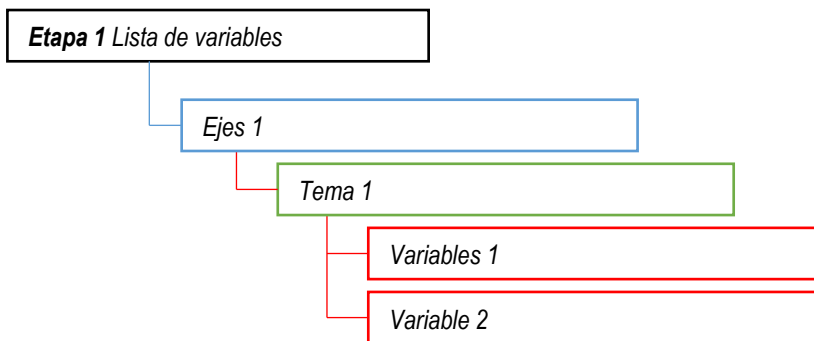 Etapa 1 Lista de variables
Ejes 1
Tema 1
Variables 1
Variable 2